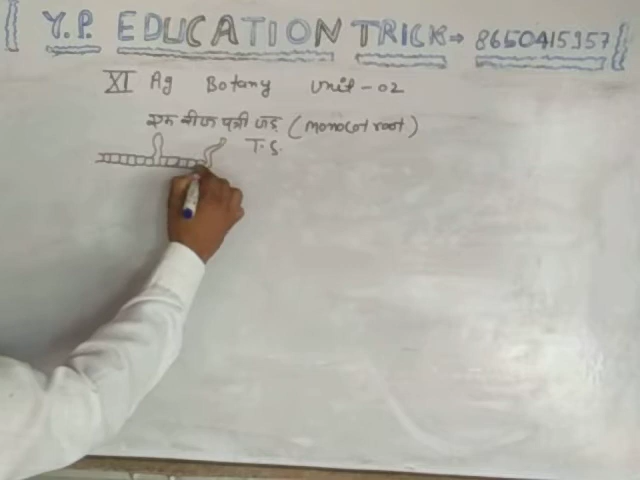 Y.P. EDUCATION TRICK → 8650415957
XI Ag Botany Unit - 02
एक बीज पत्री जड़ (monocot root)
T.S.